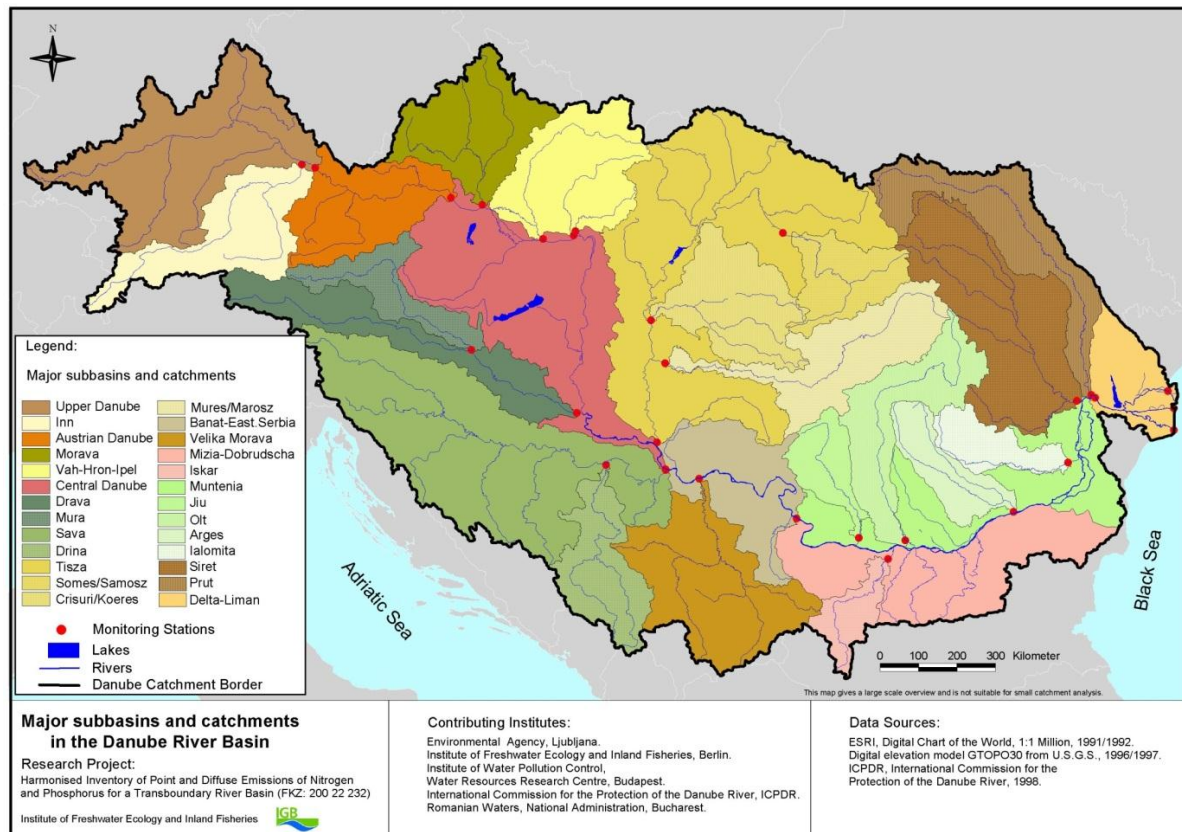 N
Legend:
Major subbasins and catchments
Upper Danube
Inn
Austrian Danube
Morava
Vah-Hron-Ipel
Central Danube
Drava
Mura
Sava
Drina
Tisza
Somes/Samosz
Crisuri/Koeres
Mures/Marosz
Banat-East.Serbia
Velika Morava
Mizia-Dobrudscha
Iskar
Muntenia
Jiu
Olt
Arges
Ialomita
Siret
Prut
Delta-Liman
Monitoring Stations
Lakes
Rivers
Danube Catchment Border
Adriatic Sea
Black Sea
100 0 100 200 300 Kilometer
This map gives a large scale overview and is not suitable for small catchment analysis.
Major subbasins and catchments
in the Danube River Basin
Research Project:
Harmonised Inventory of Point and Diffuse Emissions of Nitrogen
and Phosphorus for a Transboundary River Basin (FKZ: 200 22 232)
Institute of Freshwater Ecology and Inland Fisheries
IGB
Contributing Institutes:
Environmental Agency, Ljubljana.
Institute of Freshwater Ecology and Inland Fisheries, Berlin.
Institute of Water Pollution Control,
Water Resources Research Centre, Budapest.
International Commission for the Protection of the Danube River, ICPDR.
Romanian Waters, National Administration, Bucharest.
Data Sources:
ESRI, Digital Chart of the World, 1:1 Million, 1991/1992.
Digital elevation model GTOPO30 from U.S.G.S., 1996/1997.
ICPDR, International Commission for the
Protection of the Danube River, 1998.